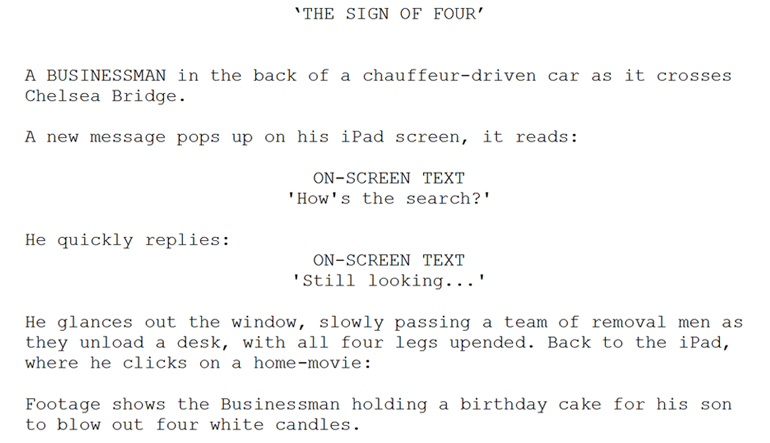 ‘THE SIGN OF FOUR’
A BUSINESSMAN in the back of a chauffeur-driven car as it crosses
Chelsea Bridge.
A new message pops up on his iPad screen, it reads:
ON-SCREEN TEXT
'How's the search?'
He quickly replies:
ON-SCREEN TEXT
'Still looking...'
He glances out the window, slowly passing a team of removal men as
they unload a desk, with all four legs upended. Back to the iPad,
where he clicks on a home-movie:
Footage shows the Businessman holding a birthday cake for his son
to blow out four white candles.